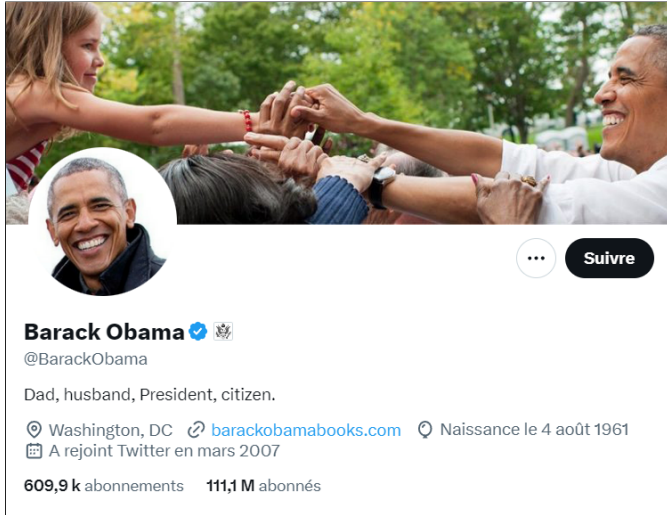 Suivre
Barack Obama
@BarackObama
Dad, husband, President, citizen.
Washington, DC barackobamabooks.com Naissance le 4 août 1961
A rejoint Twitter en mars 2007
609,9 k abonnements 111,1 M abonnés